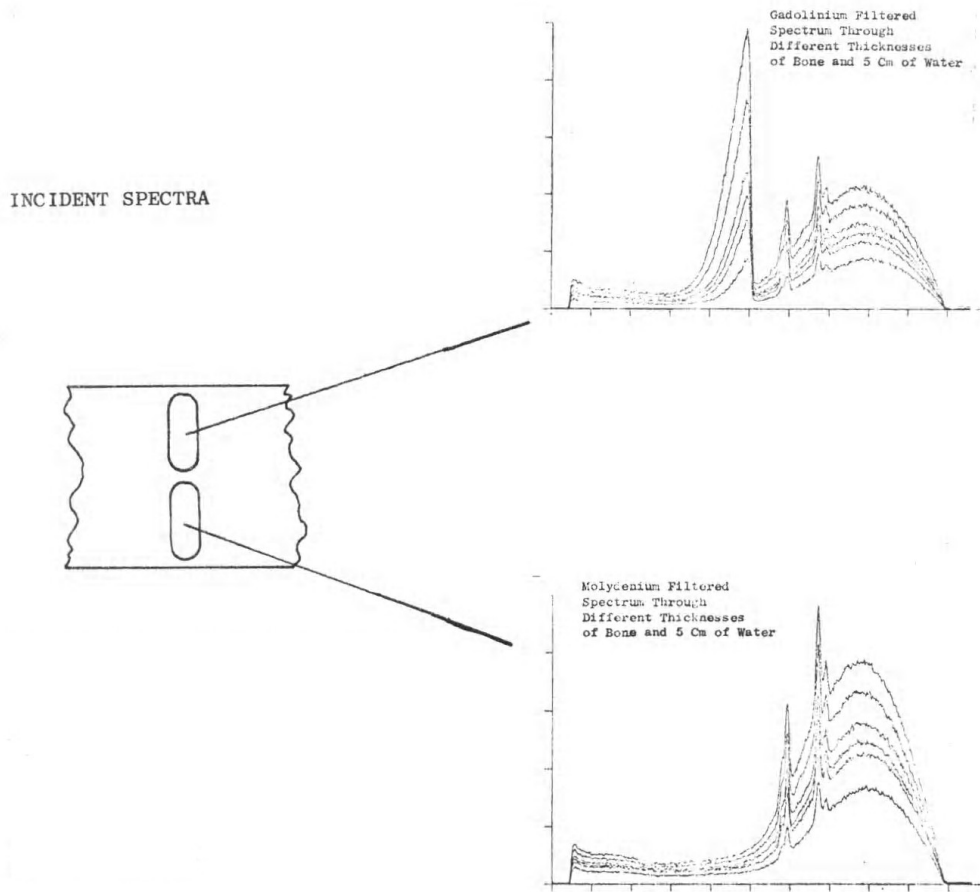 Gadolinium Filtered
Spectrum Through
Different Thicknesses
of Bone and 5 Cm of Water
INCIDENT SPECTRA
Molydenium Filtered
Spectrum Through
Different Thicknesses
of Bone and 5 Cm of Water